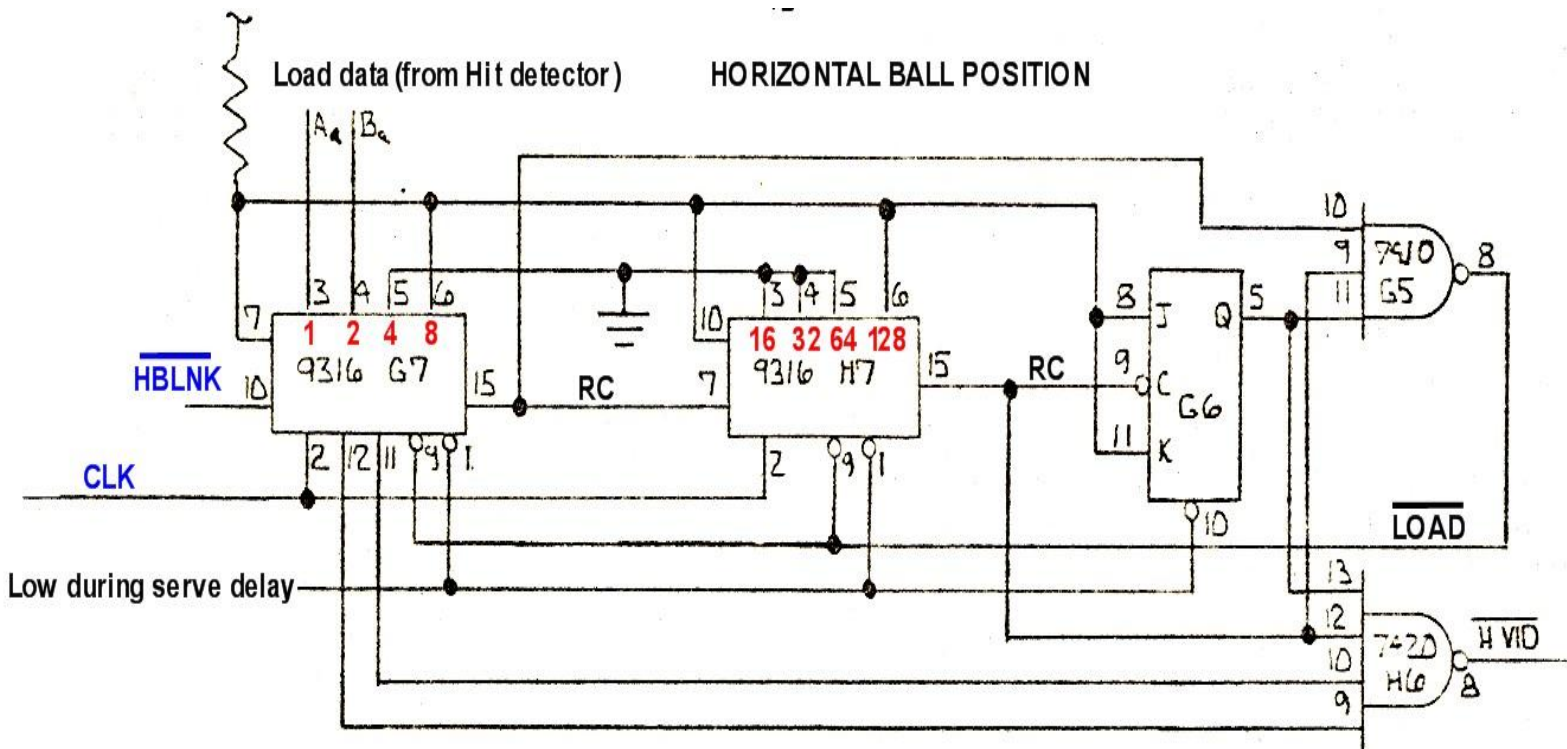 Load data (from Hit detector)
HORIZONTAL BALL POSITION
Aa
Ba
10
9
7410
8
11
G5
3
4
5
6
3
4
5
6
8
J
Q
5
7
1
2
4
8
10
16
32
64
128
HBLNK
9316
G7
15
RC
9316
H7
15
RC
9
C
G6
10
7
11
K
2
12
11
9
1
2
9
1
10
CLK
LOAD
Low during serve delay
13
12
7420
H VID
10
H6
8
9